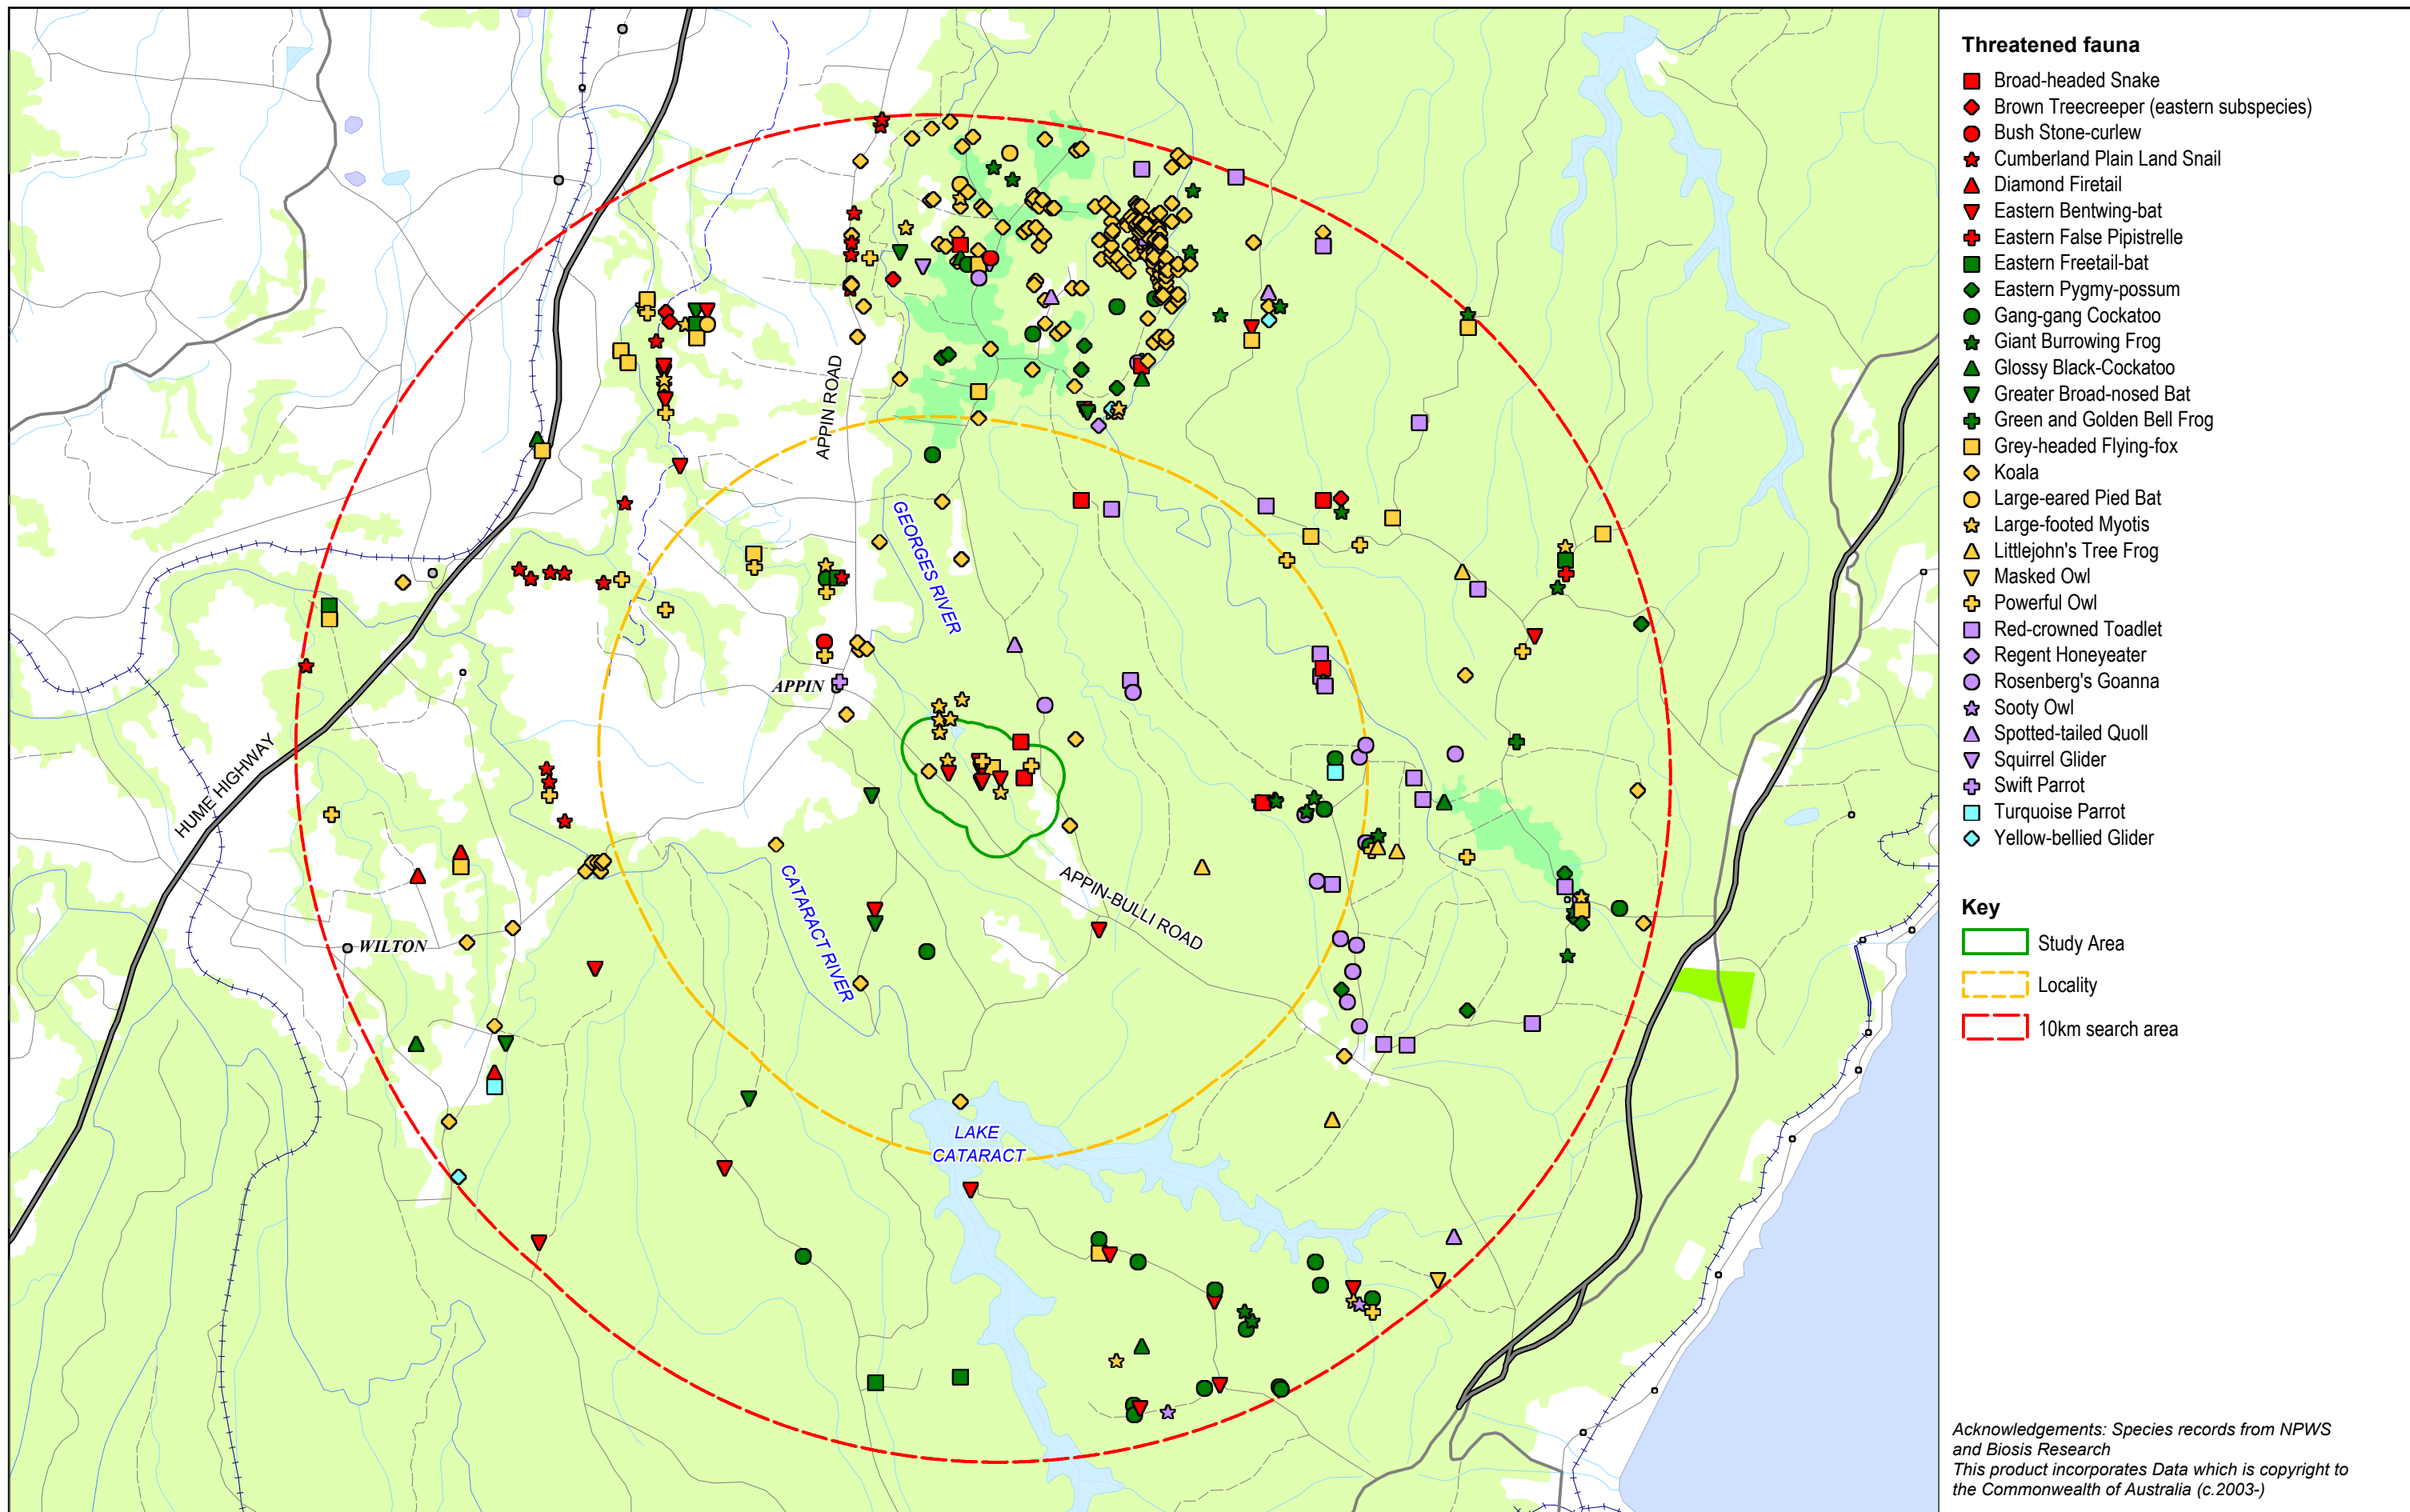 APPIN ROAD
GEORGES RIVER
APPIN
HUME HIGHWAY
CATARACT RIVER
APPIN-BULLI ROAD
WILTON
LAKE
CATARACT
Threatened fauna
Broad-headed Snake
Brown Treecreeper (eastern subspecies)
Bush Stone-curlew
Cumberland Plain Land Snail
Diamond Firetail
Eastern Bentwing-bat
Eastern False Pipistrelle
Eastern Freetail-bat
Eastern Pygmy-possum
Gang-gang Cockatoo
Giant Burrowing Frog
Glossy Black-Cockatoo
Greater Broad-nosed Bat
Green and Golden Bell Frog
Grey-headed Flying-fox
Koala
Large-eared Pied Bat
Large-footed Myotis
Littlejohn's Tree Frog
Masked Owl
Powerful Owl
Red-crowned Toadlet
Regent Honeyeater
Rosenberg's Goanna
Sooty Owl
Spotted-tailed Quoll
Squirrel Glider
Swift Parrot
Turquoise Parrot
Yellow-bellied Glider
Key
Study Area
Locality
10km search area
Acknowledgements: Species records from NPWS
and Biosis Research
This product incorporates Data which is copyright to
the Commonwealth of Australia (c.2003-)